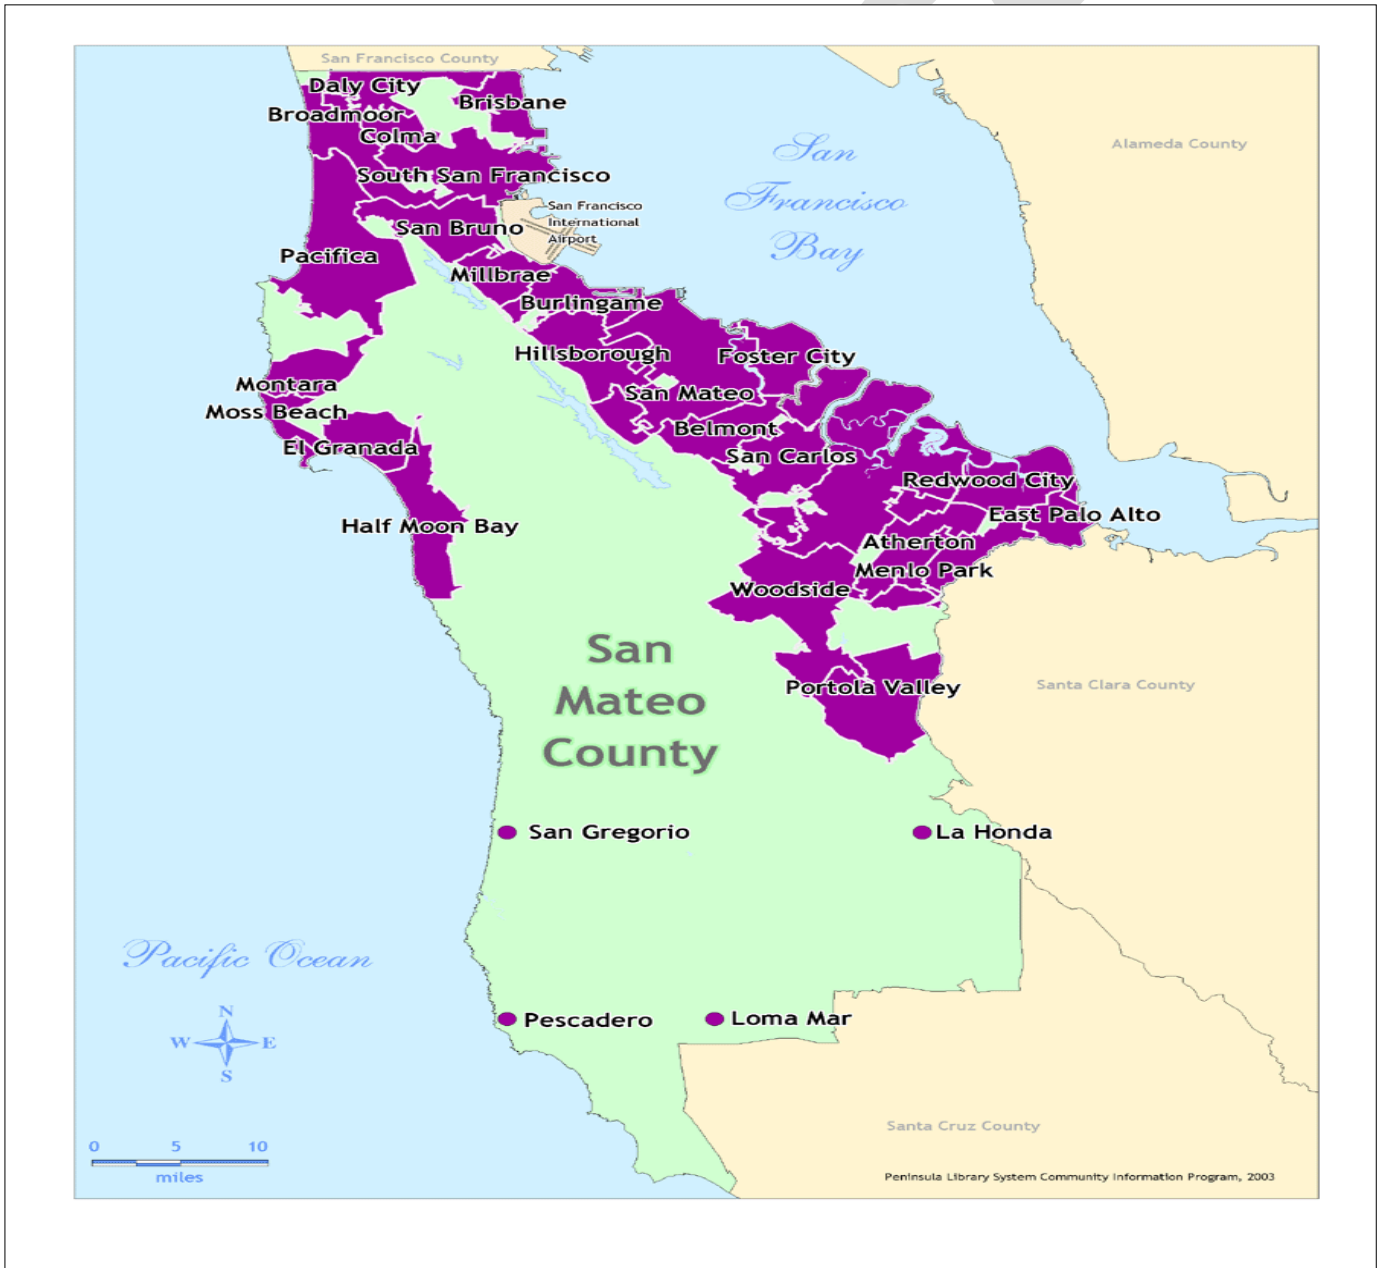 San Francisco County
Daly City
Brisbane
Broadmoor
Colma
San
Francisco
Bay
Alameda County
South San Francisco
San Francisco
International
Airport
San Bruno
Pacifica
Millbrae
Burlingame
Hillsborough
Foster City
Montara
San Mateo
Moss Beach
Belmont
El Granada
San Carlos
Redwood City
East Palo Alto
Half Moon Bay
Atherton
Menlo Park
Woodside
San
Mateo
County
Portola Valley
Santa Clara County
San Gregorio
La Honda
Pacific Ocean
N
W E
S
Pescadero
Loma Mar
Santa Cruz County
0 5 10
miles
Peninsula Library System Community Information Program, 2003